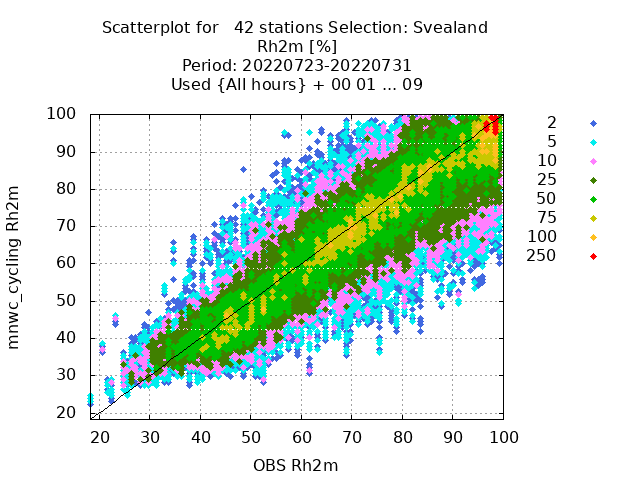 Scatterplot for   42 stations Selection: Svealand
Rh2m [%]
Period: 20220723-20220731
Used {All hours} + 00 01 ... 09
100
90
80
70
60
50
40
30
20
mnwc_cycling Rh2m
20 30 40 50 60 70 80 90 100
OBS Rh2m
2
5
10
25
50
75
100
250